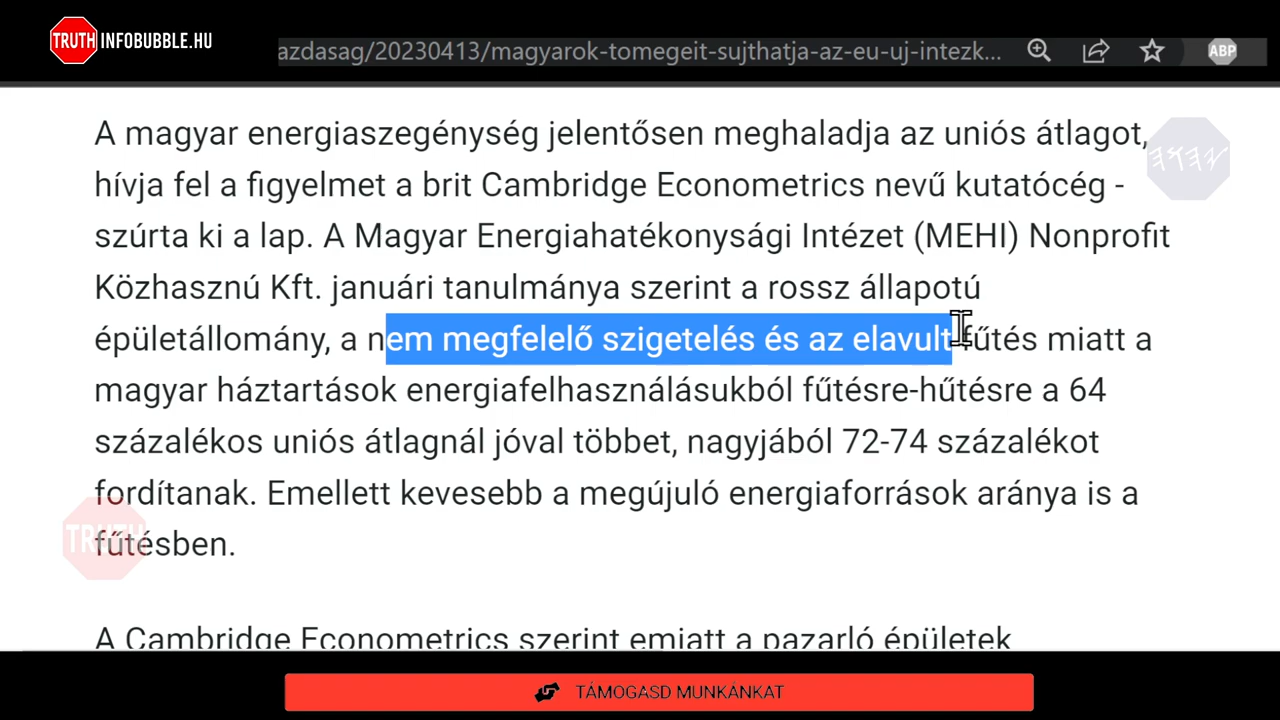 TRUTH INFOBUBBLE.HU
azdasag/20230413/magyarok-tomegeit-sujthatja-az-eu-uj-intezk...
ABP
A magyar energiaszegénység jelentősen meghaladja az uniós átlagot,
hívja fel a figyelmet a brit Cambridge Econometrics nevű kutatócég -
szúrta ki a lap. A Magyar Energiahatékonysági Intézet (MEHI) Nonprofit
Közhasznú Kft. januári tanulmánya szerint a rossz állapotú
épületállomány, a nem megfelelő szigetelés és az elavult fűtés miatt a
magyar háztartások energiafelhasználásukból fűtésre-hűtésre a 64
százalékos uniós átlagnál jóval többet, nagyjából 72-74 százalékot
fordítanak. Emellett kevesebb a megújuló energiaforrások aránya is a
TRUTH
fűtésben.
A Cambridge Econometrics szerint emiatt a pazarló épületek
TÁMOGASD MUNKÁNKAT